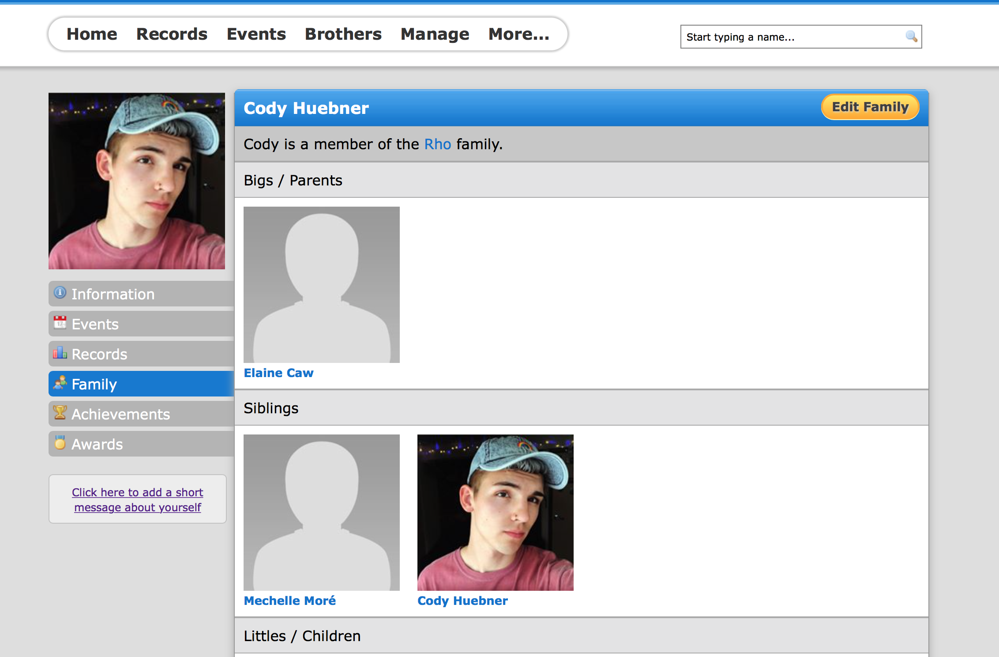 Home Records Events Brothers Manage More...
Start typing a name...
Cody Huebner
Edit Family
Cody is a member of the Rho family.
Bigs / Parents
Elaine Caw
Siblings
Mechelle Moré
Cody Huebner
Littles / Children
Information
Events
Records
Family
Achievements
Awards
Click here to add a short
message about yourself